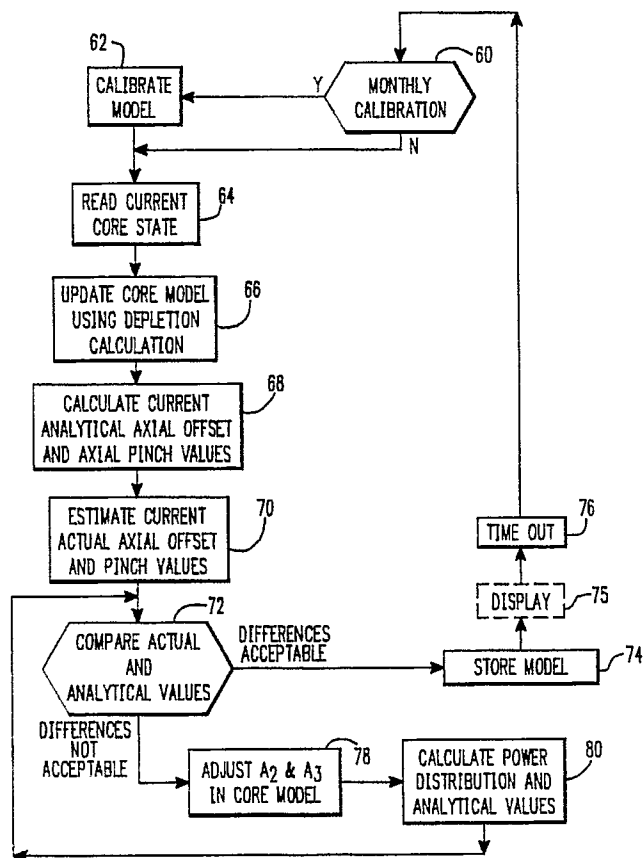 62
CALIBRATE
MODEL
Y
MONTHLY
CALIBRATION
60
N
READ CURRENT
CORE STATE
64
UPDATE CORE MODEL
USING DEPLETION
CALCULATION
66
CALCULATE CURRENT
ANALYTICAL AXIAL OFFSET
AND AXIAL PINCH VALUES
68
ESTIMATE CURRENT
ACTUAL AXIAL OFFSET
AND PINCH VALUES
70
COMPARE ACTUAL
AND
ANALYTICAL VALUES
72
DIFFERENCES
ACCEPTABLE
STORE MODEL
74
DISPLAY
75
TIME OUT
76
DIFFERENCES
NOT
ACCEPTABLE
ADJUST A2 & A3
IN CORE MODEL
78
CALCULATE POWER
DISTRIBUTION AND
ANALYTICAL VALUES
80